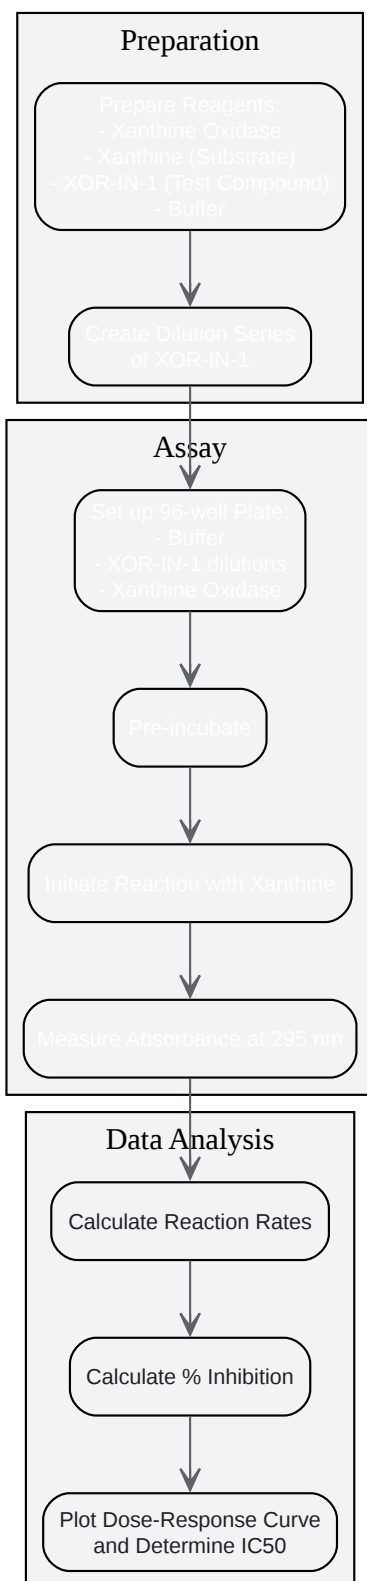 Preparation
Prepare Reagents:
- Xanthine Oxidase
- Xanthine (Substrate)
- XOR-IN-1 (Test Compound)
- Buffer
Create Dilution Series
of XOR-IN-1
Assay
Set up 96-well Plate:
- Buffer
- XOR-IN-1 dilutions
- Xanthine Oxidase
Pre-incubate
Initiate Reaction with Xanthine
Measure Absorbance at 295 nm
Data Analysis
Calculate Reaction Rates
Calculate % Inhibition
Plot Dose-Response Curve
and Determine IC50